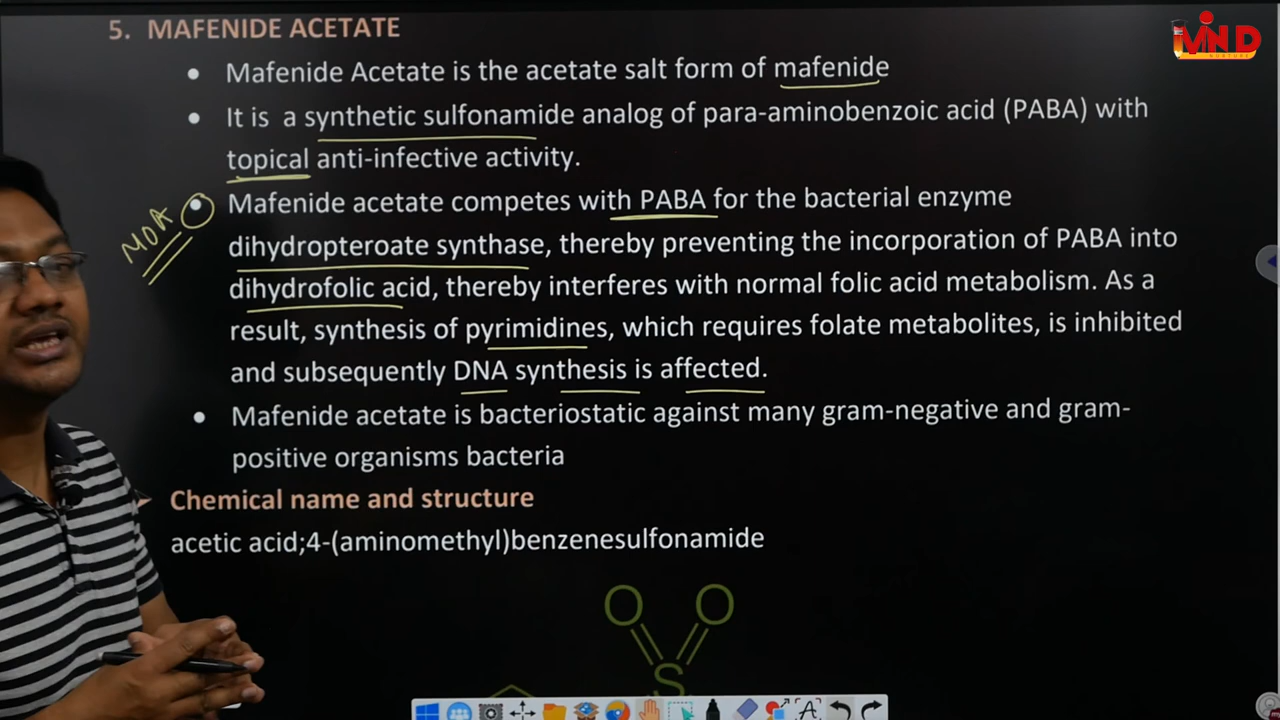 5. MAFENIDE ACETATE
• Mafenide Acetate is the acetate salt form of mafenide
• It is a synthetic sulfonamide analog of para-aminobenzoic acid (PABA) with
topical anti-infective activity.
MOA
• Mafenide acetate competes with PABA for the bacterial enzyme
dihydropteroate synthase, thereby preventing the incorporation of PABA into
dihydrofolic acid, thereby interferes with normal folic acid metabolism. As a
result, synthesis of pyrimidines, which requires folate metabolites, is inhibited
and subsequently DNA synthesis is affected.
• Mafenide acetate is bacteriostatic against many gram-negative and gram-
positive organisms bacteria
Chemical name and structure
acetic acid;4-(aminomethyl)benzenesulfonamide
O O
S
A